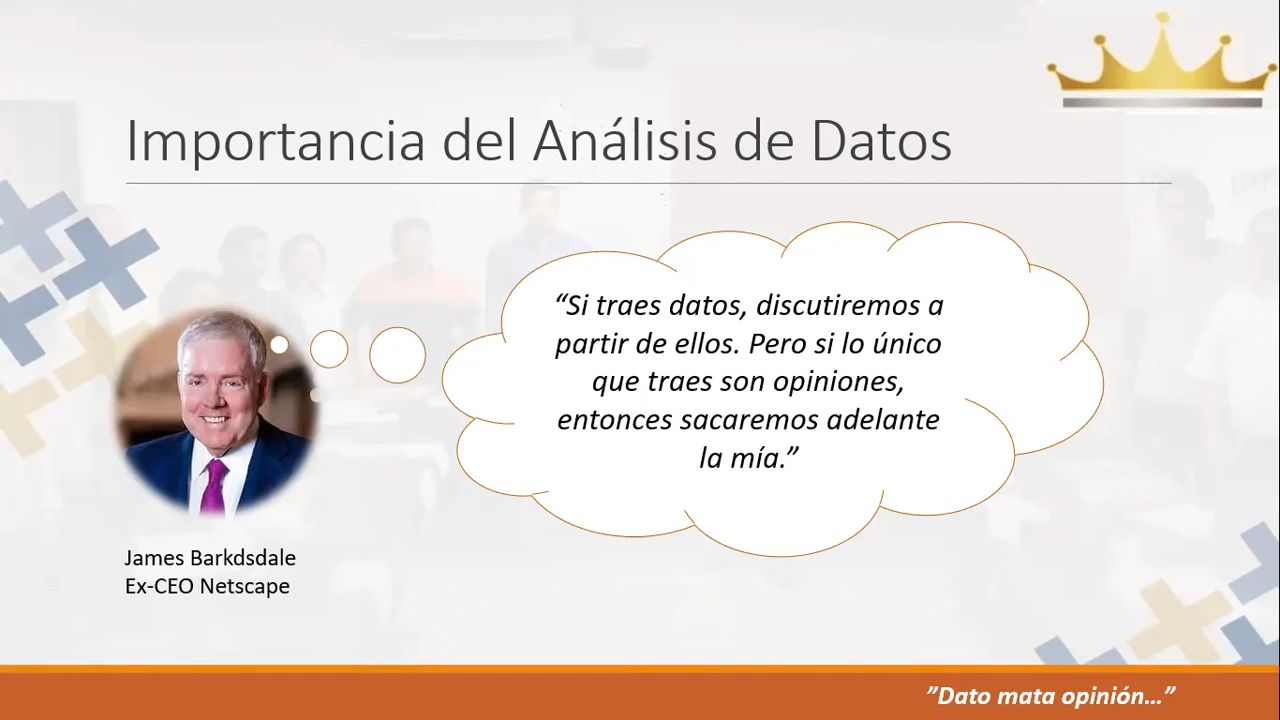 Importancia del Análisis de Datos
“Si traes datos, discutiremos a
partir de ellos. Pero si lo único
que traes son opiniones,
entonces sacaremos adelante
la mía.”
James Barkdsdale
Ex-CEO Netscape
”Dato mata opinión...”